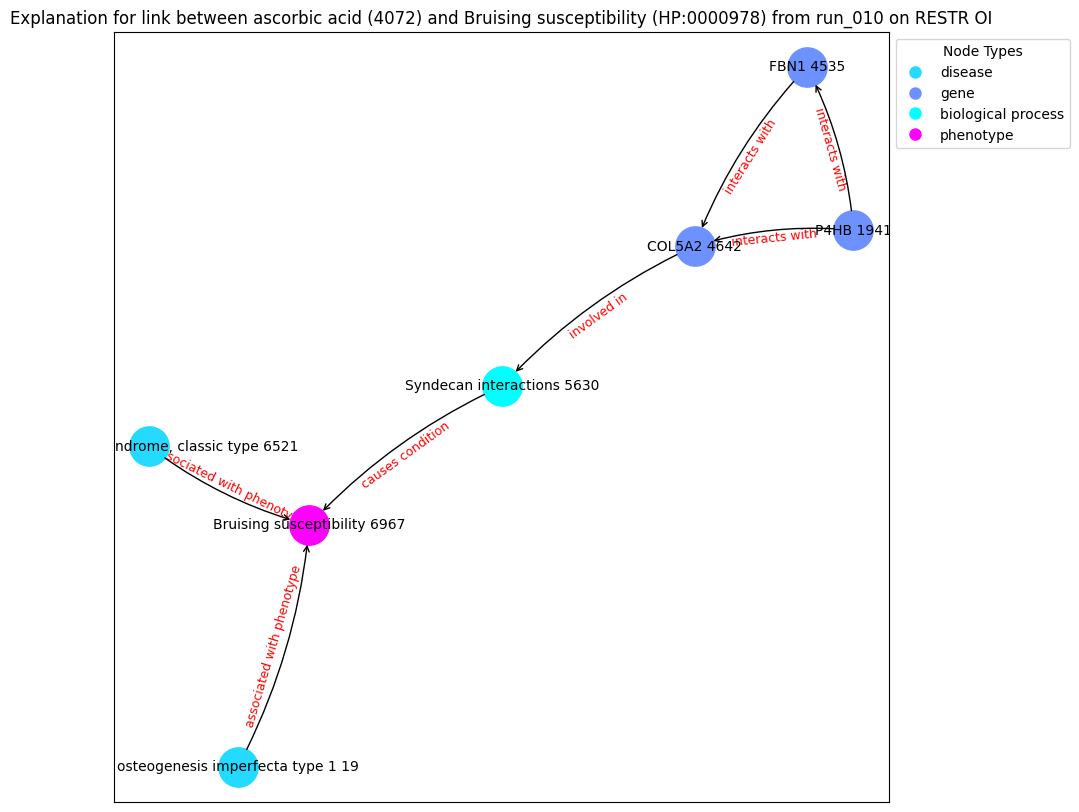 Explanation for link between ascorbic acid (4072) and Bruising susceptibility (HP:0000978) from run_010 on RESTR OI
Node Types
disease
gene
biological process
phenotype
FBN1 4535
interacts with
interacts with
P4HB 1941
interacts with
COL5A2 4642
involved in
Syndecan interactions 5630
causes condition
ndrome, classic type 6521
sociated with phenoty
Bruising susceptibility 6967
associated with phenotype
osteogenesis imperfecta type 1 19